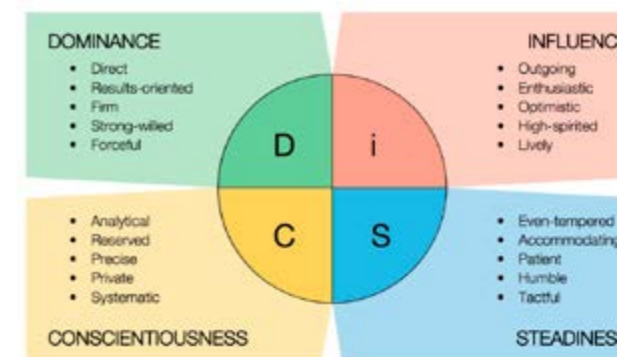 DOMINANCE
• Direct
• Results-oriented
• Firm
• Strong-willed
• Forceful
INFLUENC
• Outgoing
• Enthusiastic
• Optimistic
• High-spirited
• Lively
D
i
C
S
• Analytical
• Reserved
• Precise
• Private
• Systematic
CONSCIENTIOUSNESS
• Even-tempered
• Accommodating
• Patient
• Humble
• Tactful
STEADINES